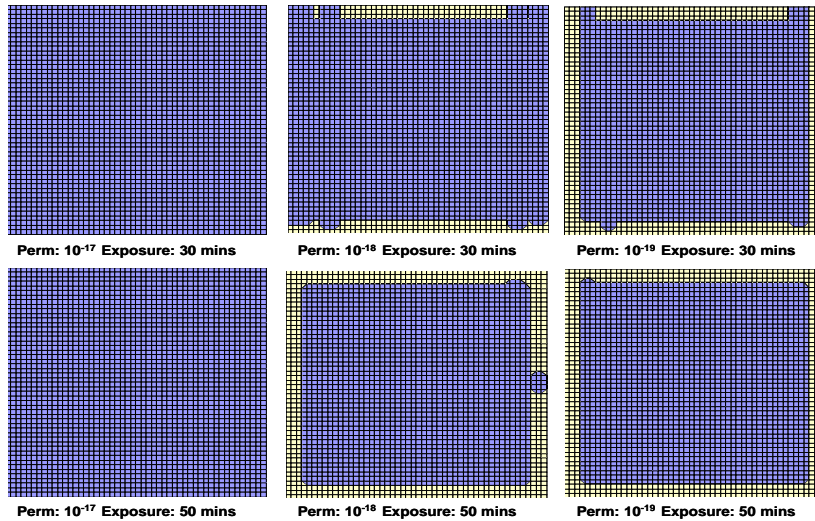 Perm: 10⁻¹⁷ Exposure: 30 mins
Perm: 10⁻¹⁸ Exposure: 30 mins
Perm: 10⁻¹⁹ Exposure: 30 mins
Perm: 10⁻¹⁷ Exposure: 50 mins
Perm: 10⁻¹⁸ Exposure: 50 mins
Perm: 10⁻¹⁹ Exposure: 50 mins